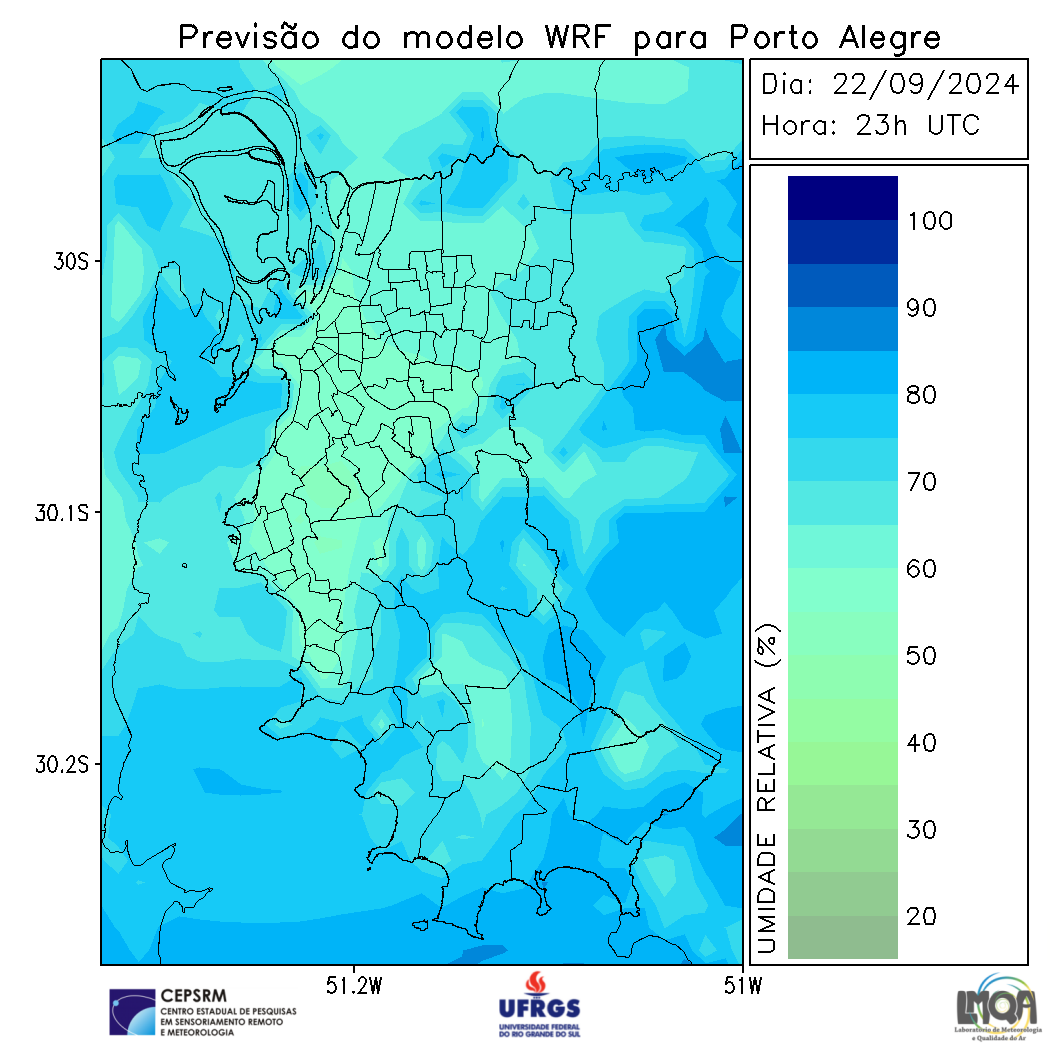 Previsão do modelo WRF para Porto Alegre
Dia: 22/09/2024
Hora: 23h UTC
100
90
80
70
60
50
40
30
20
UMIDADE RELATIVA (%)
30S
30.1S
30.2S
51.2W
51W
CEPSRM
CENTRO ESTADUAL DE PESQUISAS
EM SENSORIAMENTO REMOTO
E METEOROLOGIA
UFRGS
UNIVERSIDADE FEDERAL
DO RIO GRANDE DO SUL
LMQA
Laboratório de Meteorologia
e Qualidade do Ar